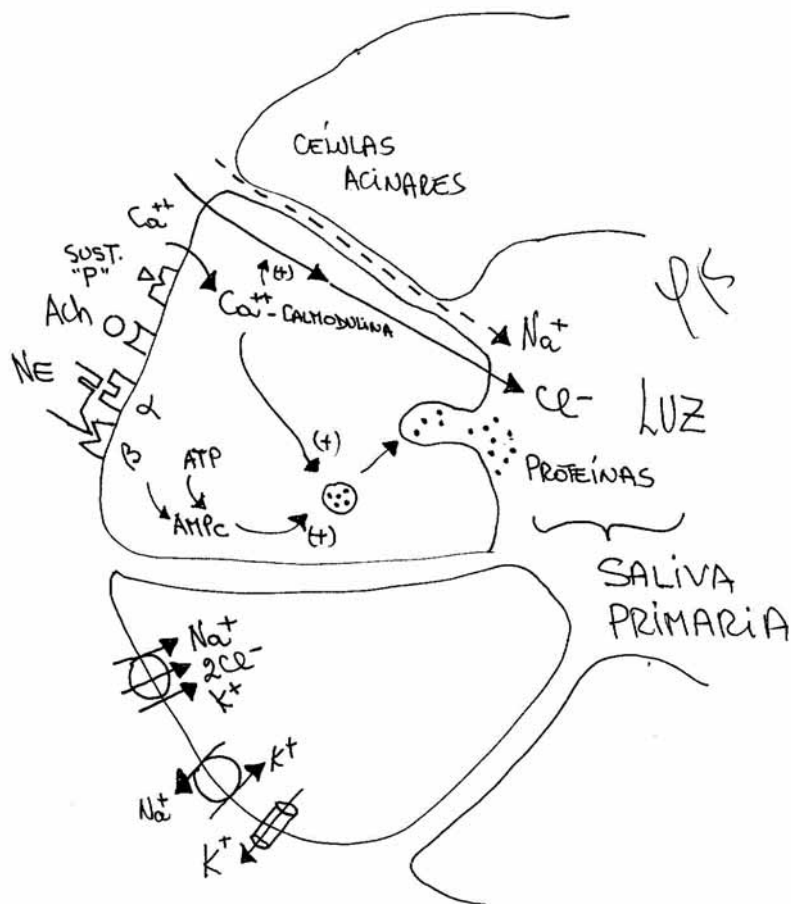 CÉLULAS
ACINARES
Ca++
SUST.
"P"
(+)
Ca++-CALMODULINA
Ach
NE
α
β
ATP
AMPc
(+)
(+)
Na+
Cl-
LUZ
PROTEÍNAS
SALIVA
PRIMARIA
Na+
2Cl-
K+
K+
Na+
K+